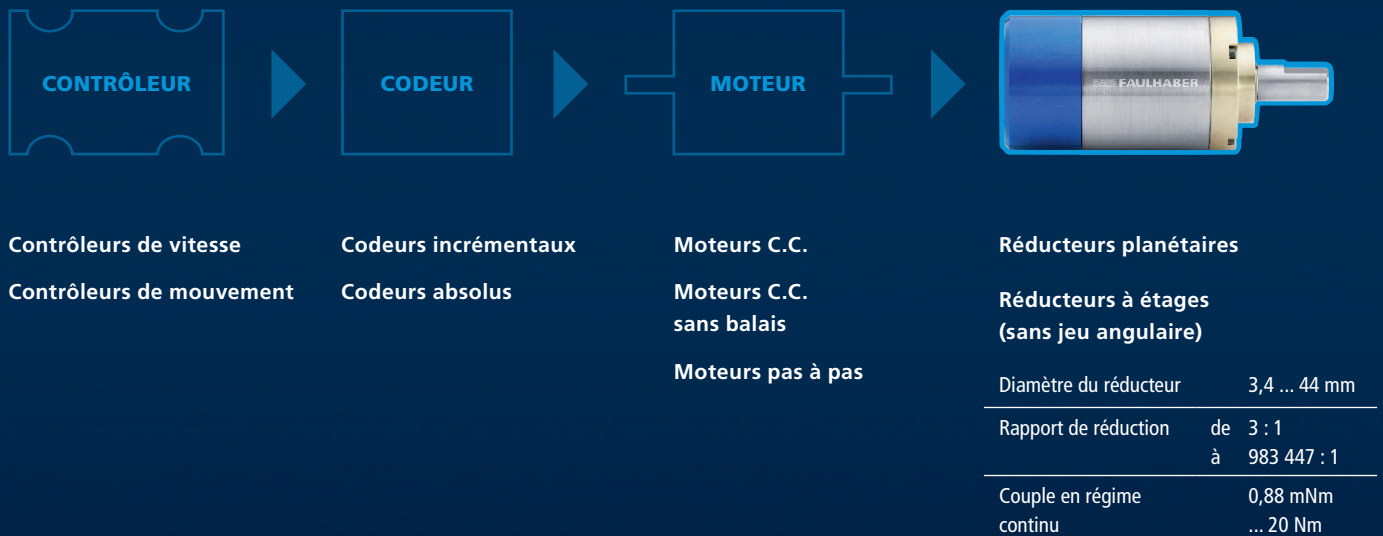 CONTRÔLEUR
CODEUR
MOTEUR
FAULHABER
Contrôleurs de vitesse
Contrôleurs de mouvement
Codeurs incrémentaux
Codeurs absolus
Moteurs C.C.
Moteurs C.C.
sans balais
Moteurs pas à pas
Réducteurs planétaires
Réducteurs à étages
(sans jeu angulaire)
Diamètre du réducteur 3,4 ... 44 mm
Rapport de réduction de 3 : 1
à 983 447 : 1
Couple en régime 0,88 mNm
continu ... 20 Nm